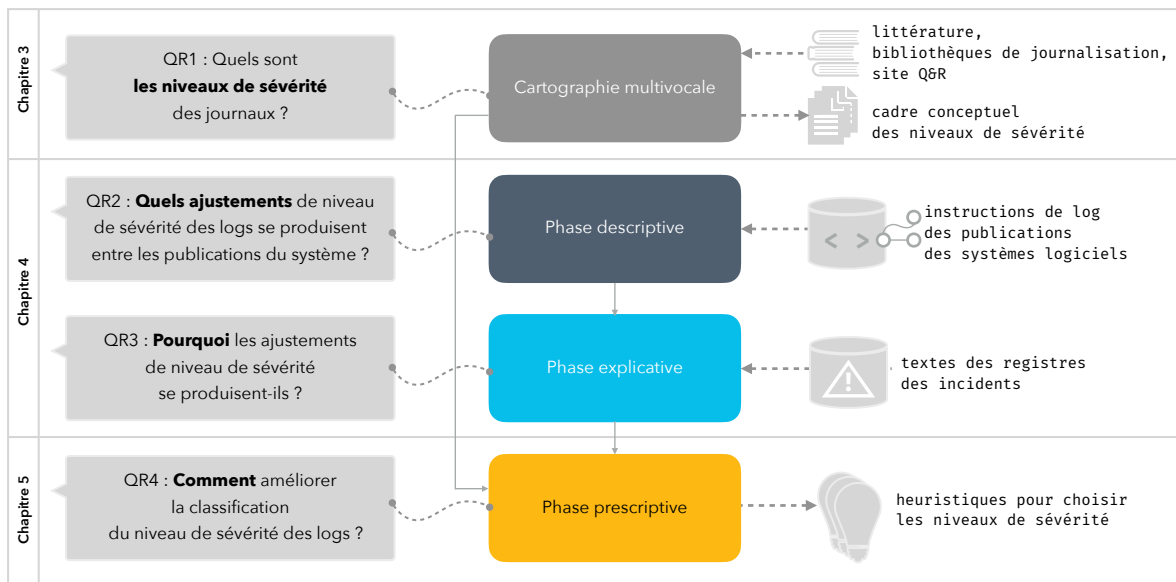 Chapitre 3
QR1 : Quels sont
les niveaux de sévérité
des journaux ?
Cartographie multivocale
littérature,
bibliothèques de journalisation,
site Q&R
cadre conceptuel
des niveaux de sévérité
Chapitre 4
QR2 : Quels ajustements de niveau
de sévérité des logs se produisent
entre les publications du système ?
Phase descriptive
< >
instructions de log
des publications
des systèmes logiciels
QR3 : Pourquoi les ajustements
de niveau de sévérité
se produisent-ils ?
Phase explicative
!
textes des registres
des incidents
Chapitre 5
QR4 : Comment améliorer
la classification
du niveau de sévérité des logs ?
Phase prescriptive
heuristiques pour choisir
les niveaux de sévérité